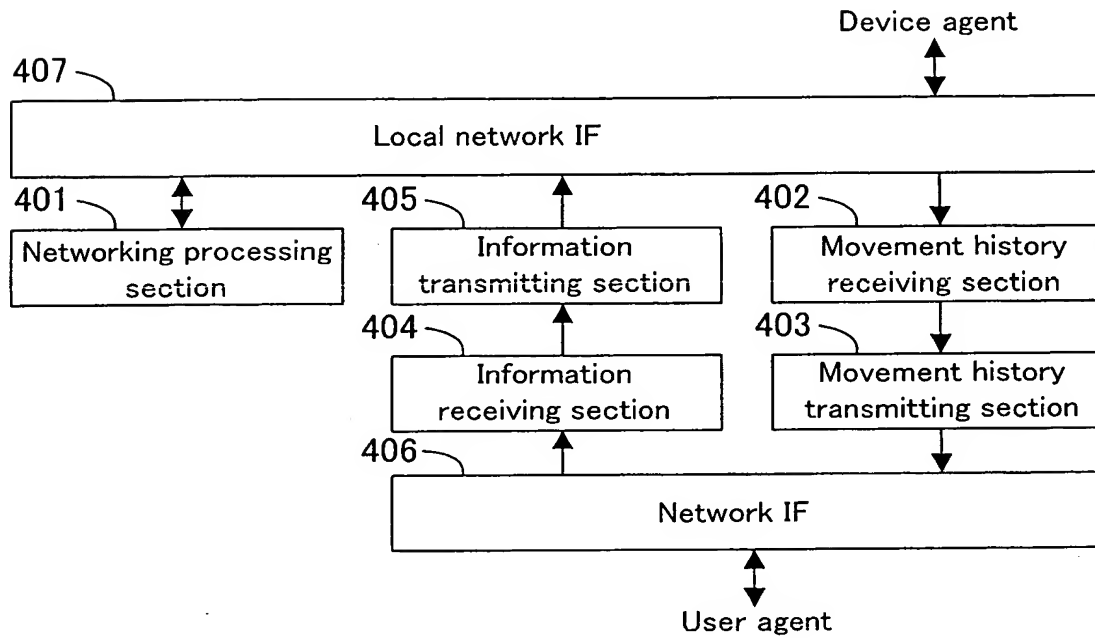 Device agent
407
Local network IF
401
Networking processing
section
405
Information
transmitting section
402
Movement history
receiving section
404
Information
receiving section
403
Movement history
transmitting section
406
Network IF
User agent